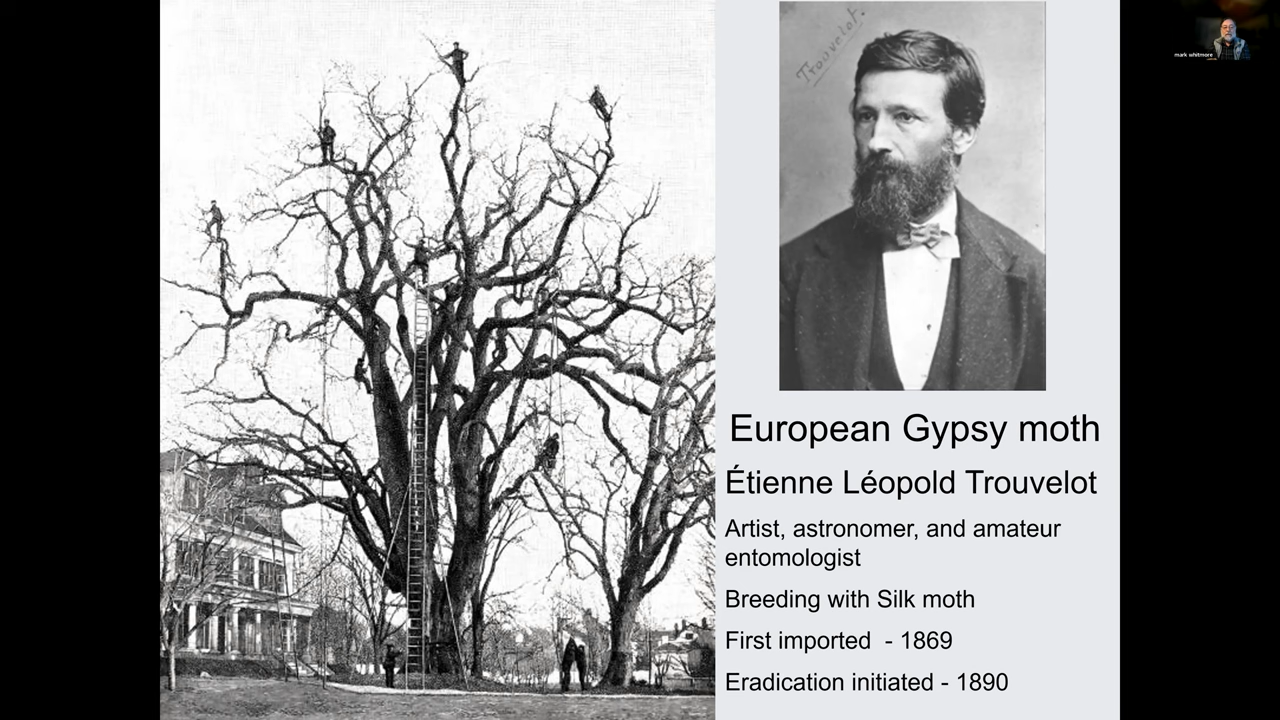 Trouvelot.
mark whitmore
European Gypsy moth
Étienne Léopold Trouvelot
Artist, astronomer, and amateur
entomologist
Breeding with Silk moth
First imported - 1869
Eradication initiated - 1890